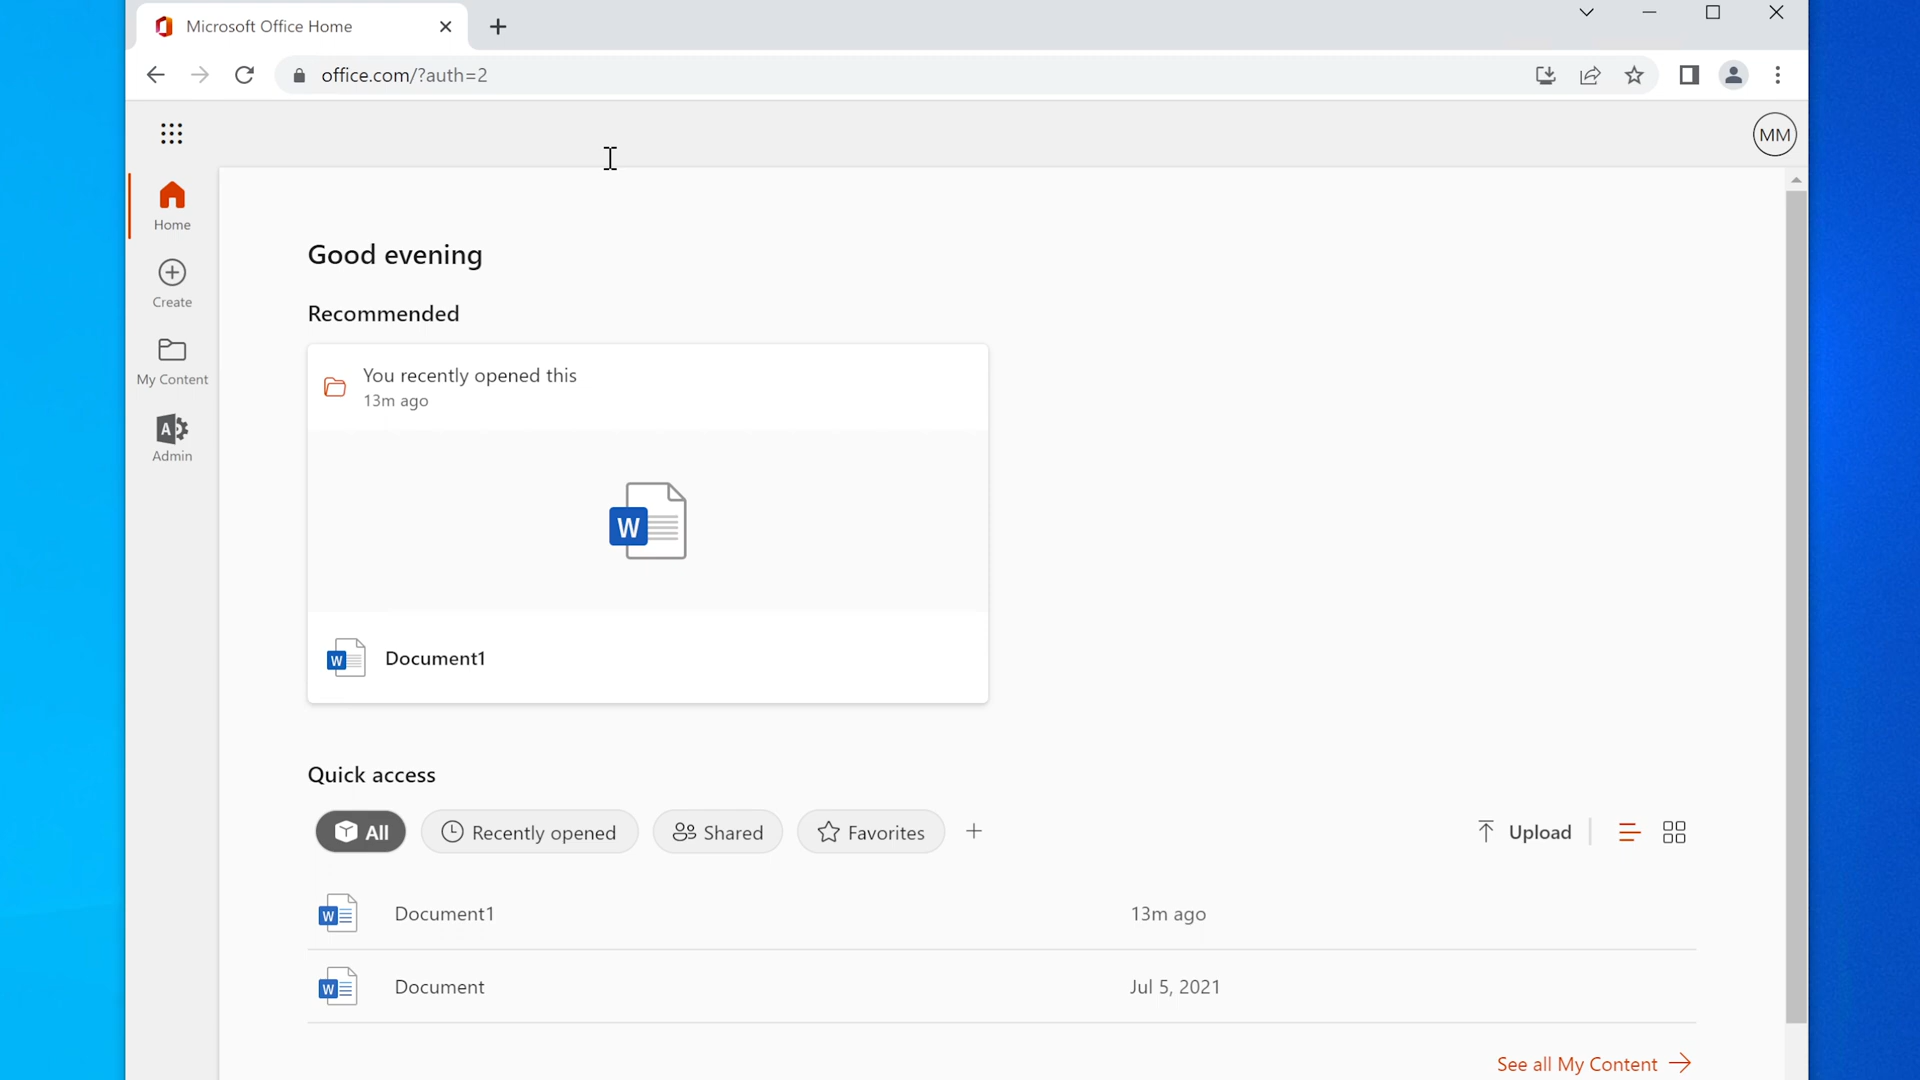 Microsoft Office Home
office.com/?auth=2
MM
Home
Create
My Content
A
Admin
Good evening
Recommended
You recently opened this
13m ago
W
W
Document1
Quick access
All
Recently opened
Shared
Favorites
Upload
W
Document1
13m ago
W
Document
Jul 5, 2021
See all My Content